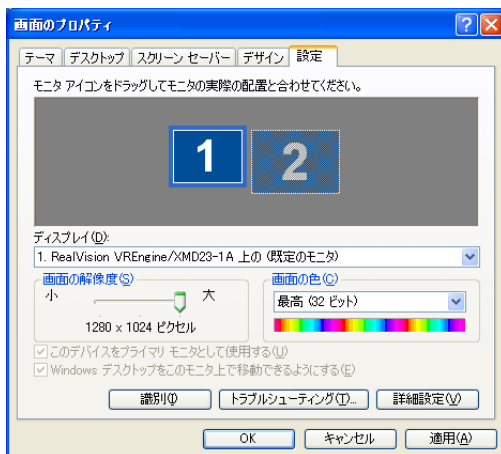 画面のプロパティ
テーマ デスクトップ スクリーン セーバー デザイン 設定
モニタ アイコンをドラッグしてモニタの実際の配置と合わせてください。
1 2
ディスプレイ(D):
1. RealVision VREngine/XMD23-1A 上の (既定のモニタ)
画面の解像度(S)
小 大
1280 x 1024 ピクセル
画面の色(C)
最高 (32 ビット)
このデバイスをプライマリ モニタとして使用する(U)
Windows デスクトップをこのモニタ上で移動できるようにする(E)
識別(I) トラブルシューティング(T)... 詳細設定(V)
OK キャンセル 適用(A)